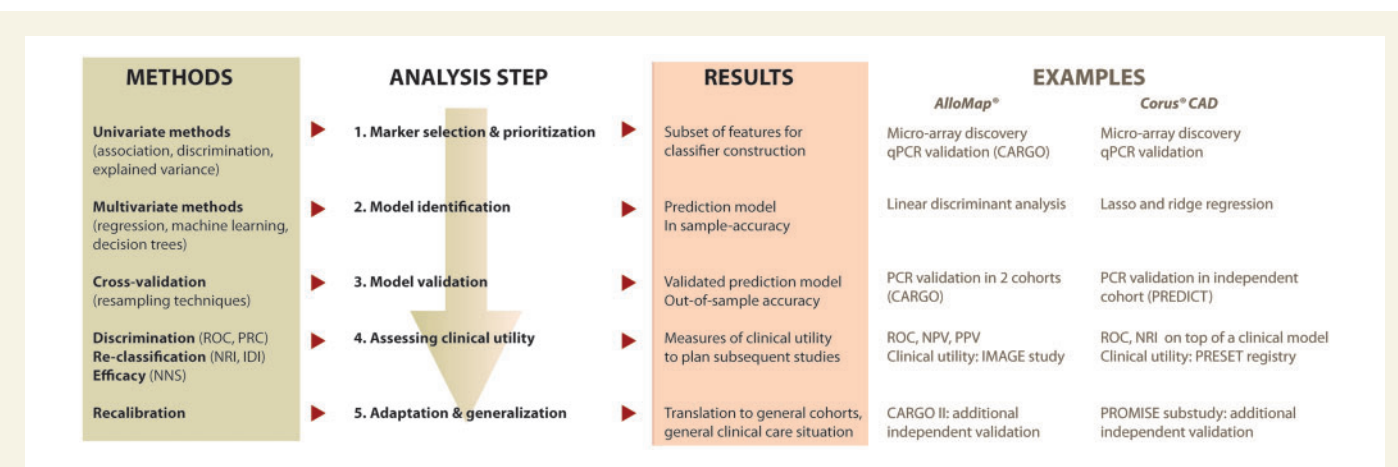 METHODS
ANALYSIS STEP
RESULTS
EXAMPLES
AlloMap®
Corus® CAD
Univariate methods
(association, discrimination,
explained variance)
1. Marker selection & prioritization
Subset of features for
classifier construction
Micro-array discovery
qPCR validation (CARGO)
Micro-array discovery
qPCR validation
Multivariate methods
(regression, machine learning,
decision trees)
2. Model identification
Prediction model
In sample-accuracy
Linear discriminant analysis
Lasso and ridge regression
Cross-validation
(resampling techniques)
3. Model validation
Validated prediction model
Out-of-sample accuracy
PCR validation in 2 cohorts
(CARGO)
PCR validation in independent
cohort (PREDICT)
Discrimination (ROC, PRC)
Re-classification (NRI, IDI)
Efficacy (NNS)
4. Assessing clinical utility
Measures of clinical utility
to plan subsequent studies
ROC, NPV, PPV
Clinical utility: IMAGE study
ROC, NRI on top of a clinical model
Clinical utility: PRESET registry
Recalibration
5. Adaptation & generalization
Translation to general cohorts,
general clinical care situation
CARGO II: additional
independent validation
PROMISE substudy: additional
independent validation